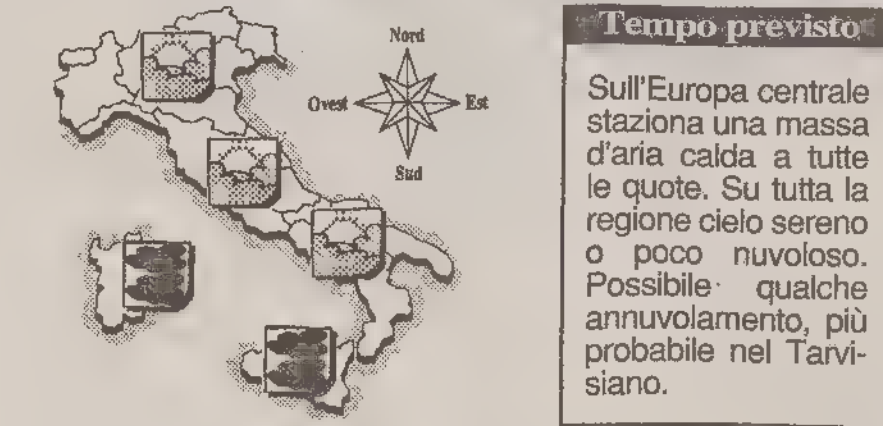 Nord
Ovest
Est
Sud
Tempo previsto
Sull'Europa centrale
staziona una massa
d'aria calda a tutte
le quote. Su tutta la
regione cielo sereno
o poco nuvoloso.
Possibile qualche
annuvolamento, più
probabile nel Tarvi-
siano.